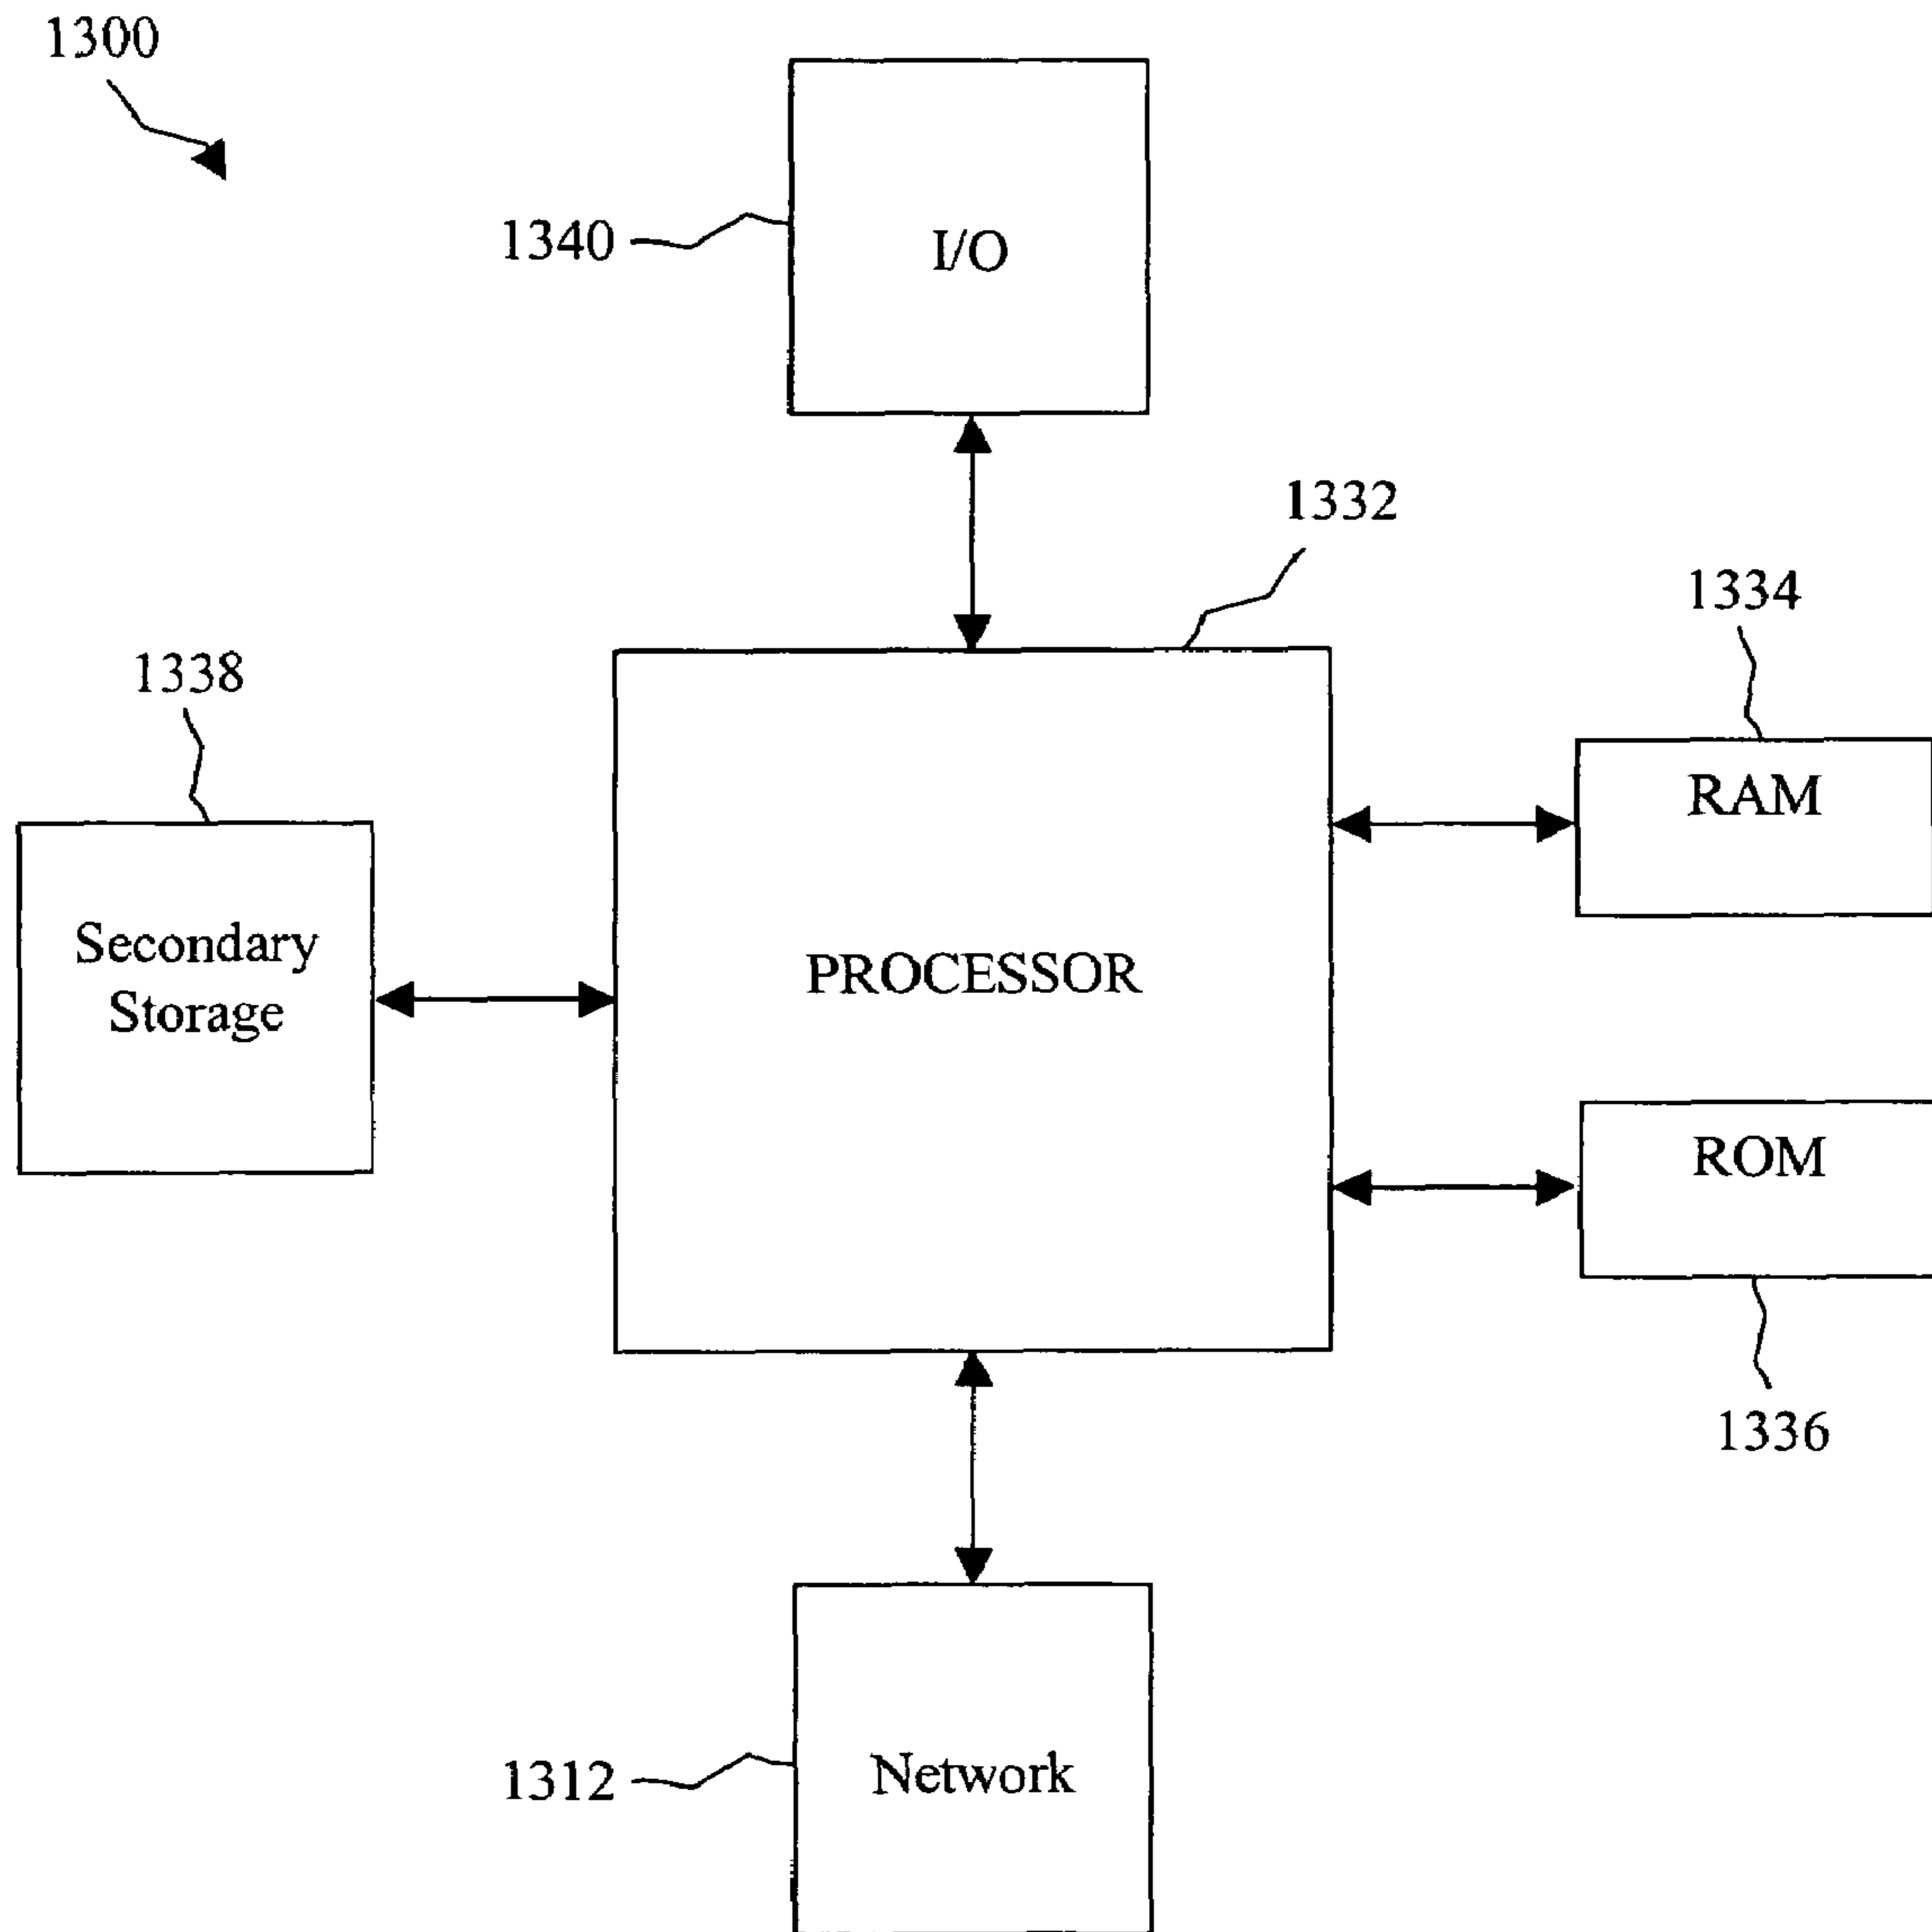 1300
1340
I/O
1332
1334
1338
RAM
Secondary
Storage
PROCESSOR
ROM
1336
1312
Network